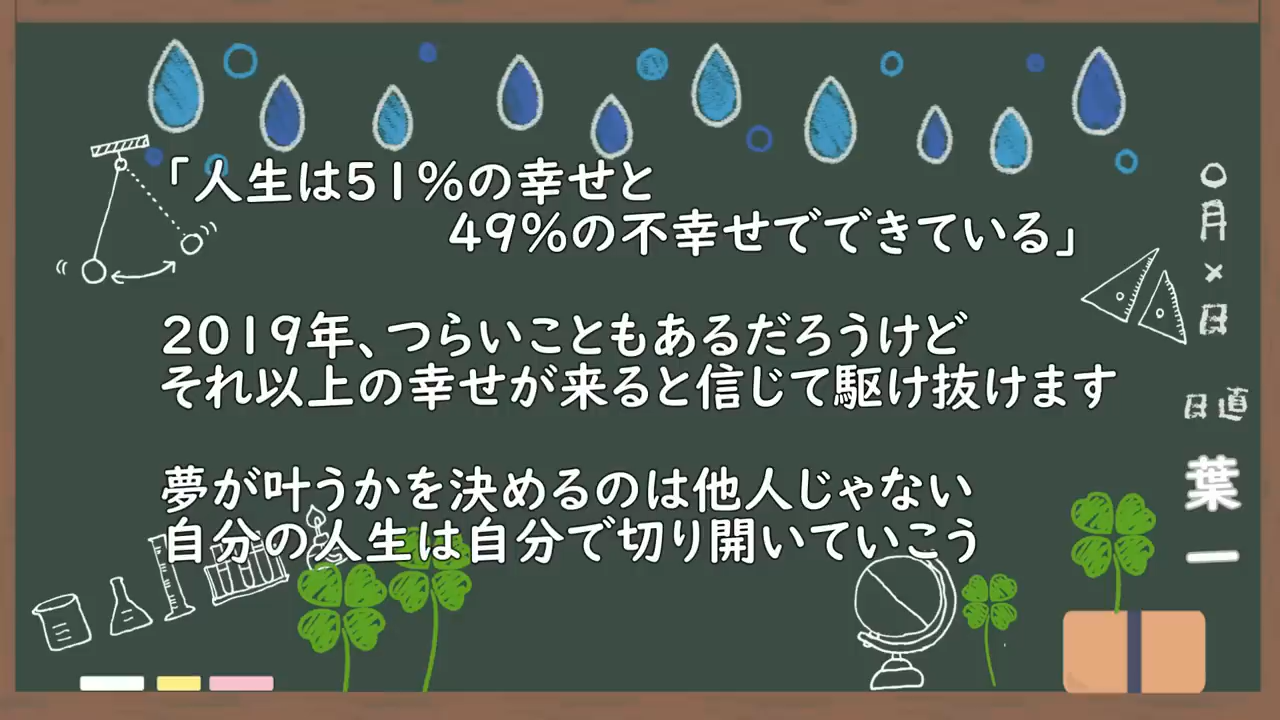 「人生は51%の幸せと
49%の不幸せでできている」
2019年、つらいこともあるだろうけど
それ以上の幸せが来ると信じて駆け抜けます
夢が叶うかを決めるのは他人じゃない
自分の人生は自分で切り開いていこう
〇月×日
日直
葉一